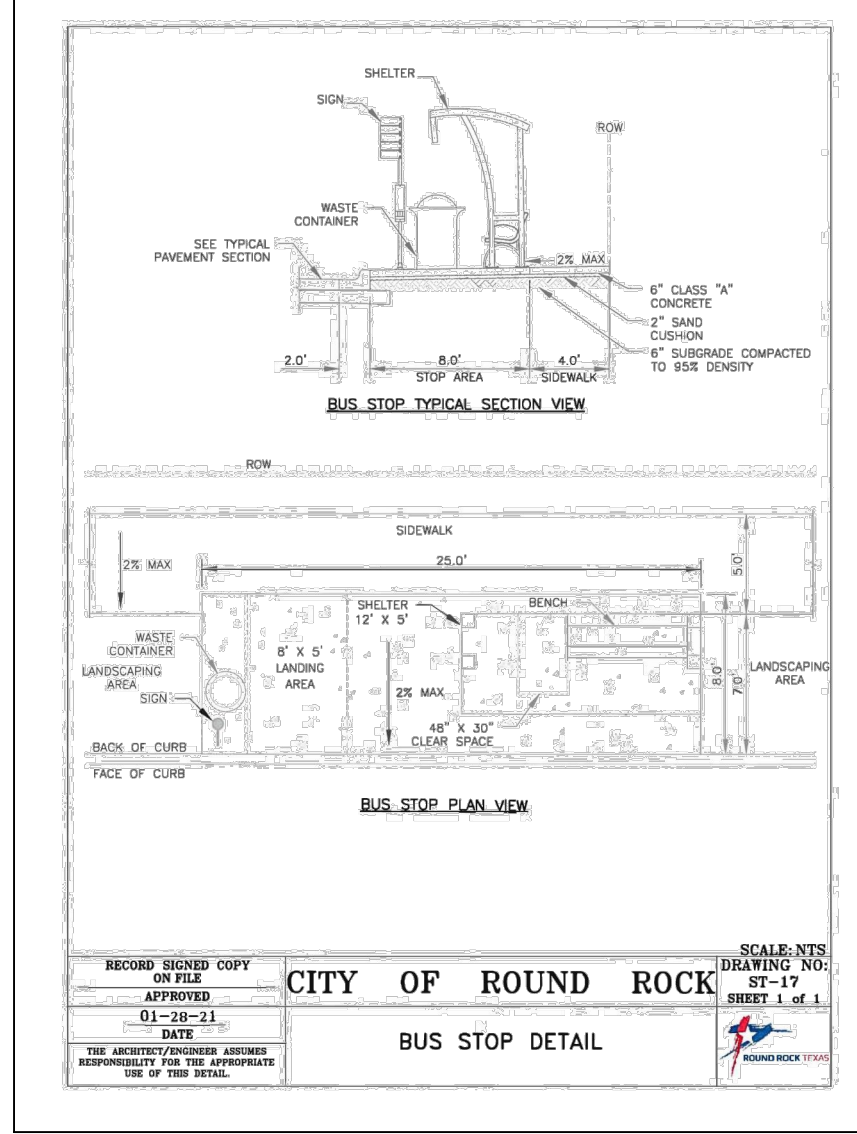 SHELTER
SIGN
ROW
WASTE
CONTAINER
SEE TYPICAL
PAVEMENT SECTION
2% MAX
6" CLASS "A"
CONCRETE
2" SAND
CUSHION
6" SUBGRADE COMPACTED
TO 95% DENSITY
2.0'
8.0'
4.0'
STOP AREA
SIDEWALK
BUS STOP TYPICAL SECTION VIEW
ROW
SIDEWALK
2% MAX
25.0'
5.0'
SHELTER
12' X 5'
BENCH
WASTE
CONTAINER
8' X 5'
LANDING
AREA
LANDSCAPING
AREA
SIGN
2% MAX
8.0'
7.0'
LANDSCAPING
AREA
48" X 30"
CLEAR SPACE
BACK OF CURB
FACE OF CURB
BUS STOP PLAN VIEW
SCALE: NTS
RECORD SIGNED COPY
ON FILE
APPROVED
01-28-21
DATE
THE ARCHITECT/ENGINEER ASSUMES
RESPONSIBILITY FOR THE APPROPRIATE
USE OF THIS DETAIL.
CITY OF ROUND ROCK
BUS STOP DETAIL
DRAWING NO:
ST-17
SHEET 1 of 1
ROUND ROCK TEXAS